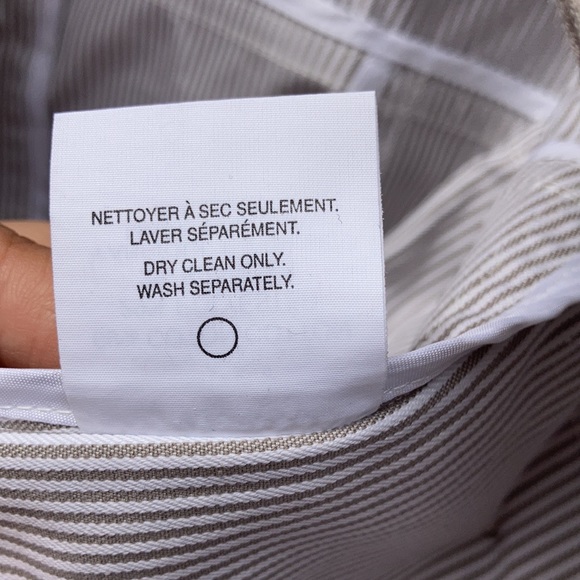 NETTOYER À SEC SEULEMENT.
LAVER SÉPARÉMENT.
DRY CLEAN ONLY.
WASH SEPARATELY.